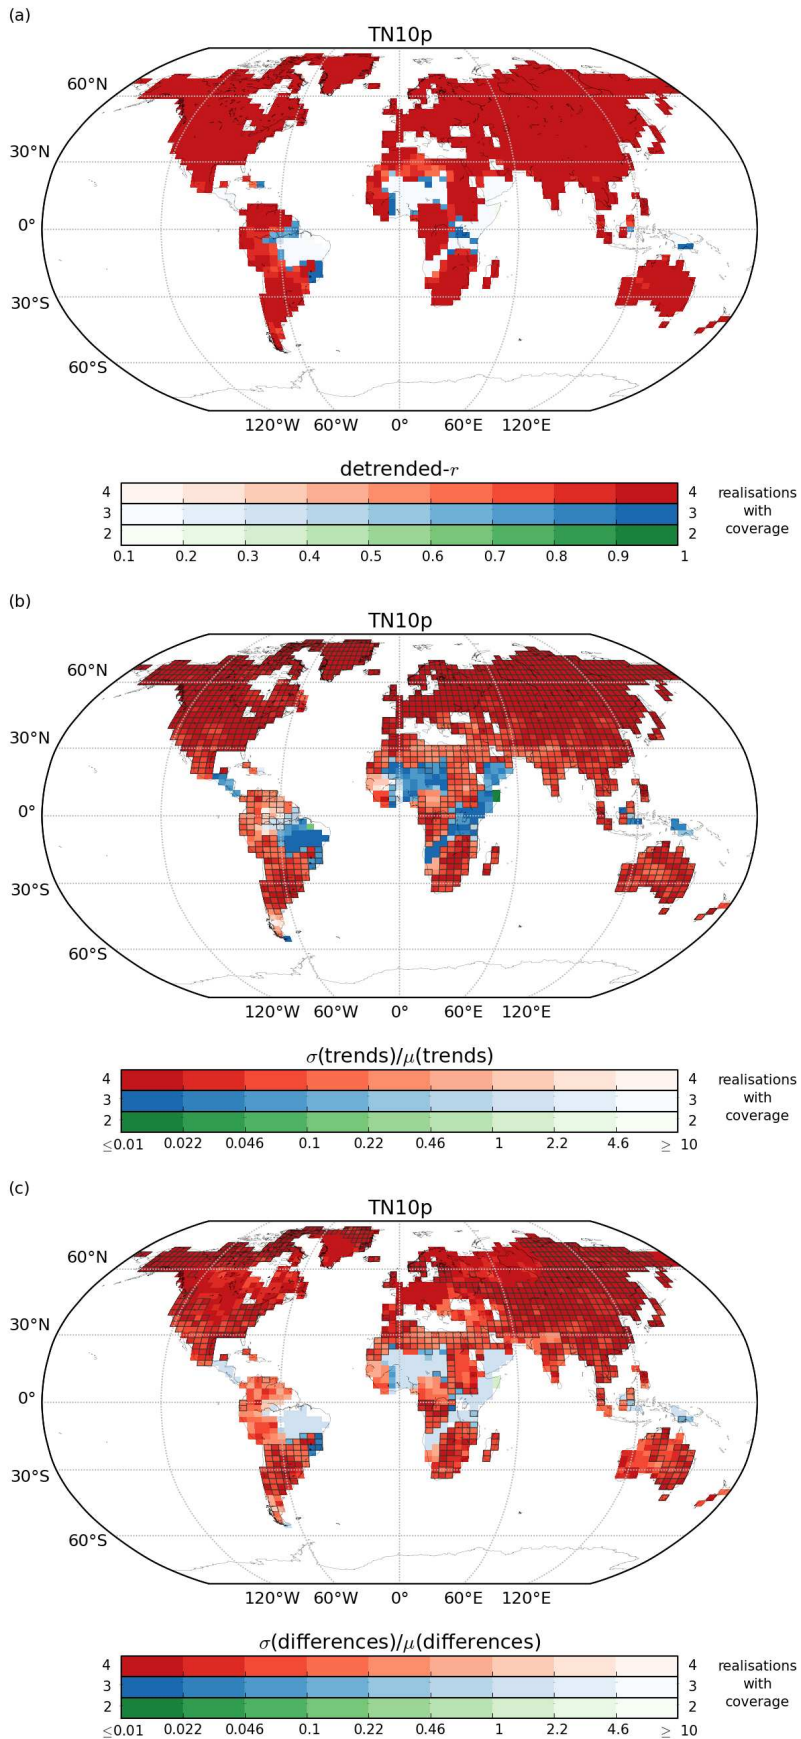 (a)
TN10p
60°N
30°N
0°
30°S
60°S
120°W 60°W 0° 60°E 120°E
detrended-r
4 4 realisations
3 3 with
2 2 coverage
0.1 0.2 0.3 0.4 0.5 0.6 0.7 0.8 0.9 1
(b)
TN10p
60°N
30°N
0°
30°S
60°S
120°W 60°W 0° 60°E 120°E
σ(trends)/μ(trends)
4 4 realisations
3 3 with
2 2 coverage
≤0.01 0.022 0.046 0.1 0.22 0.46 1 2.2 4.6 ≥ 10
(c)
TN10p
60°N
30°N
0°
30°S
60°S
120°W 60°W 0° 60°E 120°E
σ(differences)/μ(differences)
4 4 realisations
3 3 with
2 2 coverage
≤0.01 0.022 0.046 0.1 0.22 0.46 1 2.2 4.6 ≥ 10